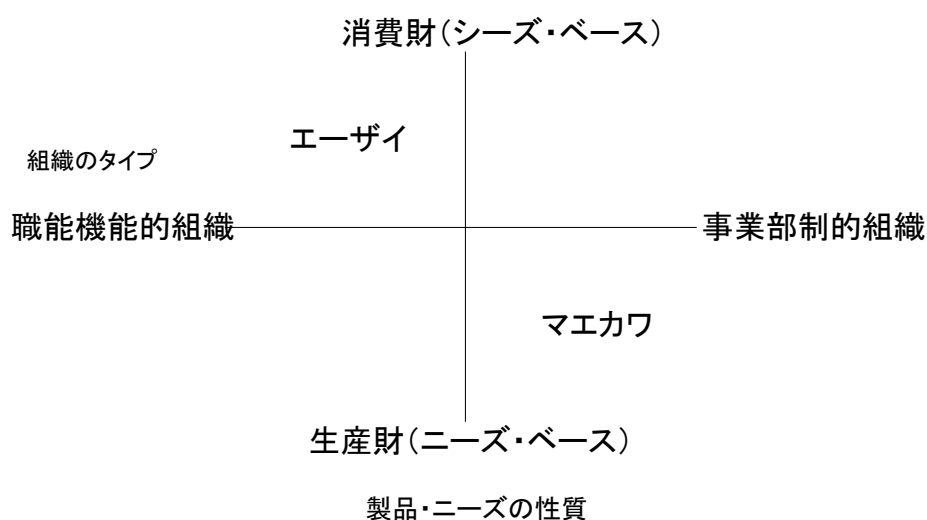 消費財(シーズ・ベース)
エーザイ
組織のタイプ
職能機能的組織
事業部制的組織
マエカワ
生産財(ニーズ・ベース)
製品・ニーズの性質